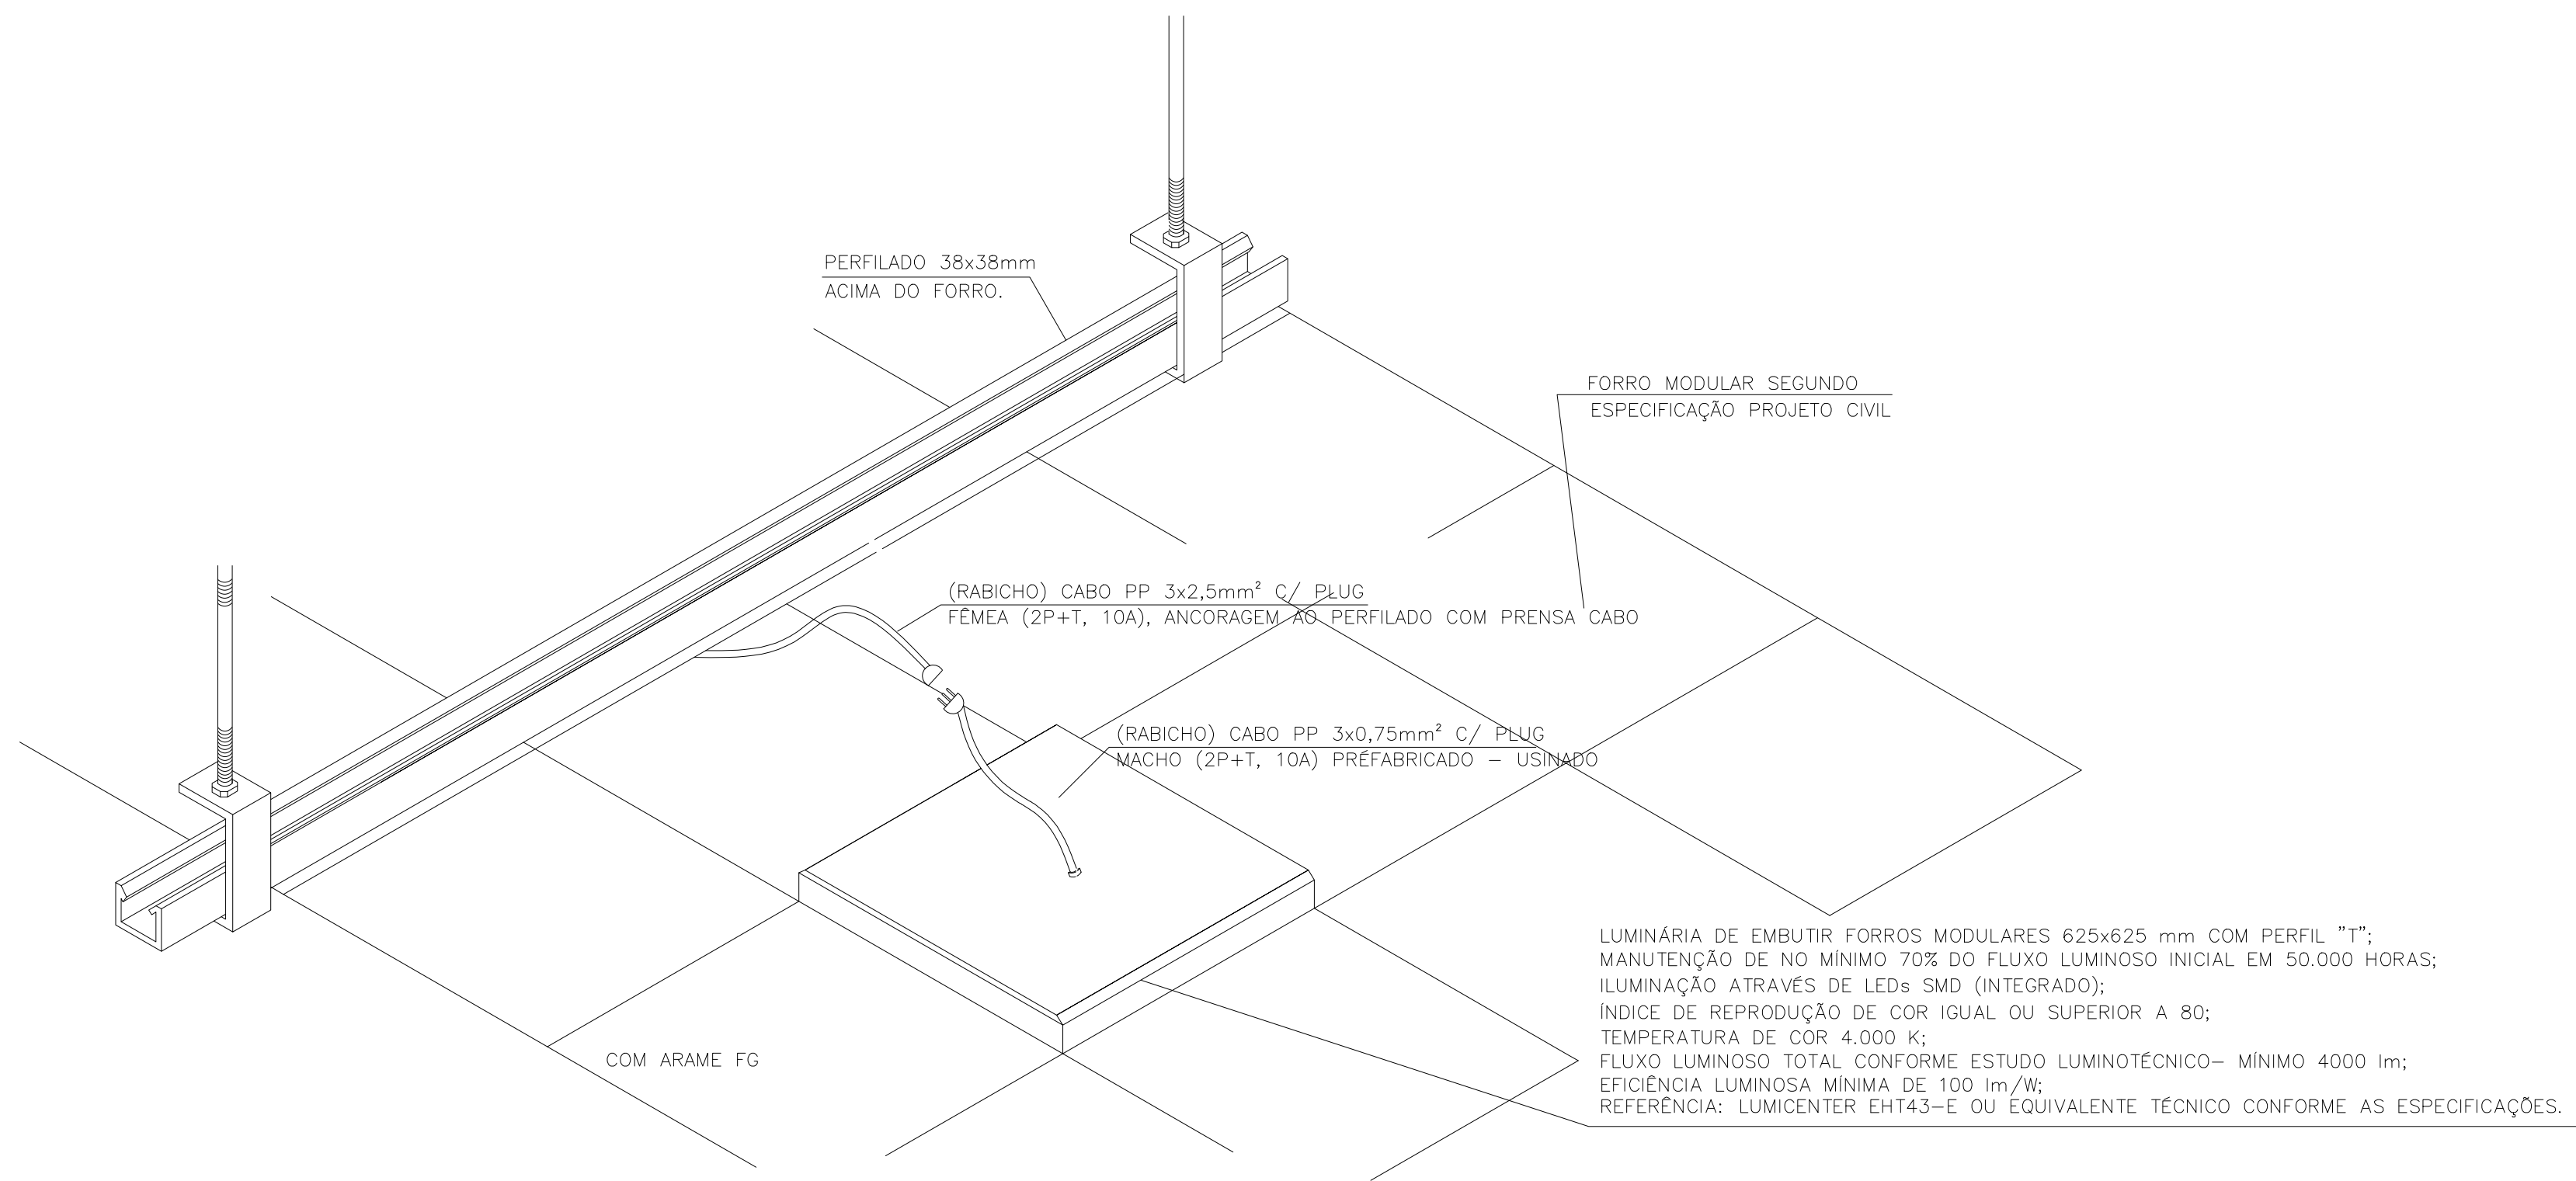 PERFILADO 38x38mm
ACIMA DO FORRO.
FORRO MODULAR SEGUNDO
ESPECIFICAÇÃO PROJETO CIVIL
(RABICHO) CABO PP 3x2,5mm² C/ PLUG
FÊMEA (2P+T, 10A), ANCORAGEM AO PERFILADO COM PRENSA CABO
(RABICHO) CABO PP 3x0,75mm² C/ PLUG
MACHO (2P+T, 10A) PRÉFABRICADO – USINADO
LUMINÁRIA DE EMBUTIR FORROS MODULARES 625x625 mm COM PERFIL "T";
MANUTENÇÃO DE NO MÍNIMO 70% DO FLUXO LUMINOSO INICIAL EM 50.000 HORAS;
ILUMINAÇÃO ATRAVÉS DE LEDs SMD (INTEGRADO);
ÍNDICE DE REPRODUÇÃO DE COR IGUAL OU SUPERIOR A 80;
TEMPERATURA DE COR 4.000 K;
FLUXO LUMINOSO TOTAL CONFORME ESTUDO LUMINOTÉCNICO– MÍNIMO 4000 lm;
EFICIÊNCIA LUMINOSA MÍNIMA DE 100 lm/W;
REFERÊNCIA: LUMICENTER EHT43–E OU EQUIVALENTE TÉCNICO CONFORME AS ESPECIFICAÇÕES.
COM ARAME FG